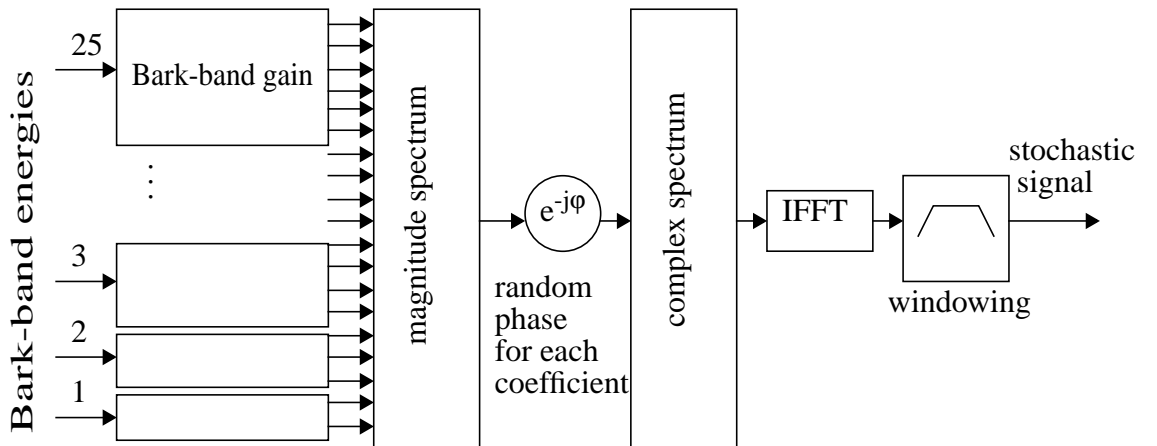 Bark-band energies
25
Bark-band gain
⋮
3
2
1
magnitude spectrum
e-jφ
random
phase
for each
coefficient
complex spectrum
IFFT
windowing
stochastic
signal